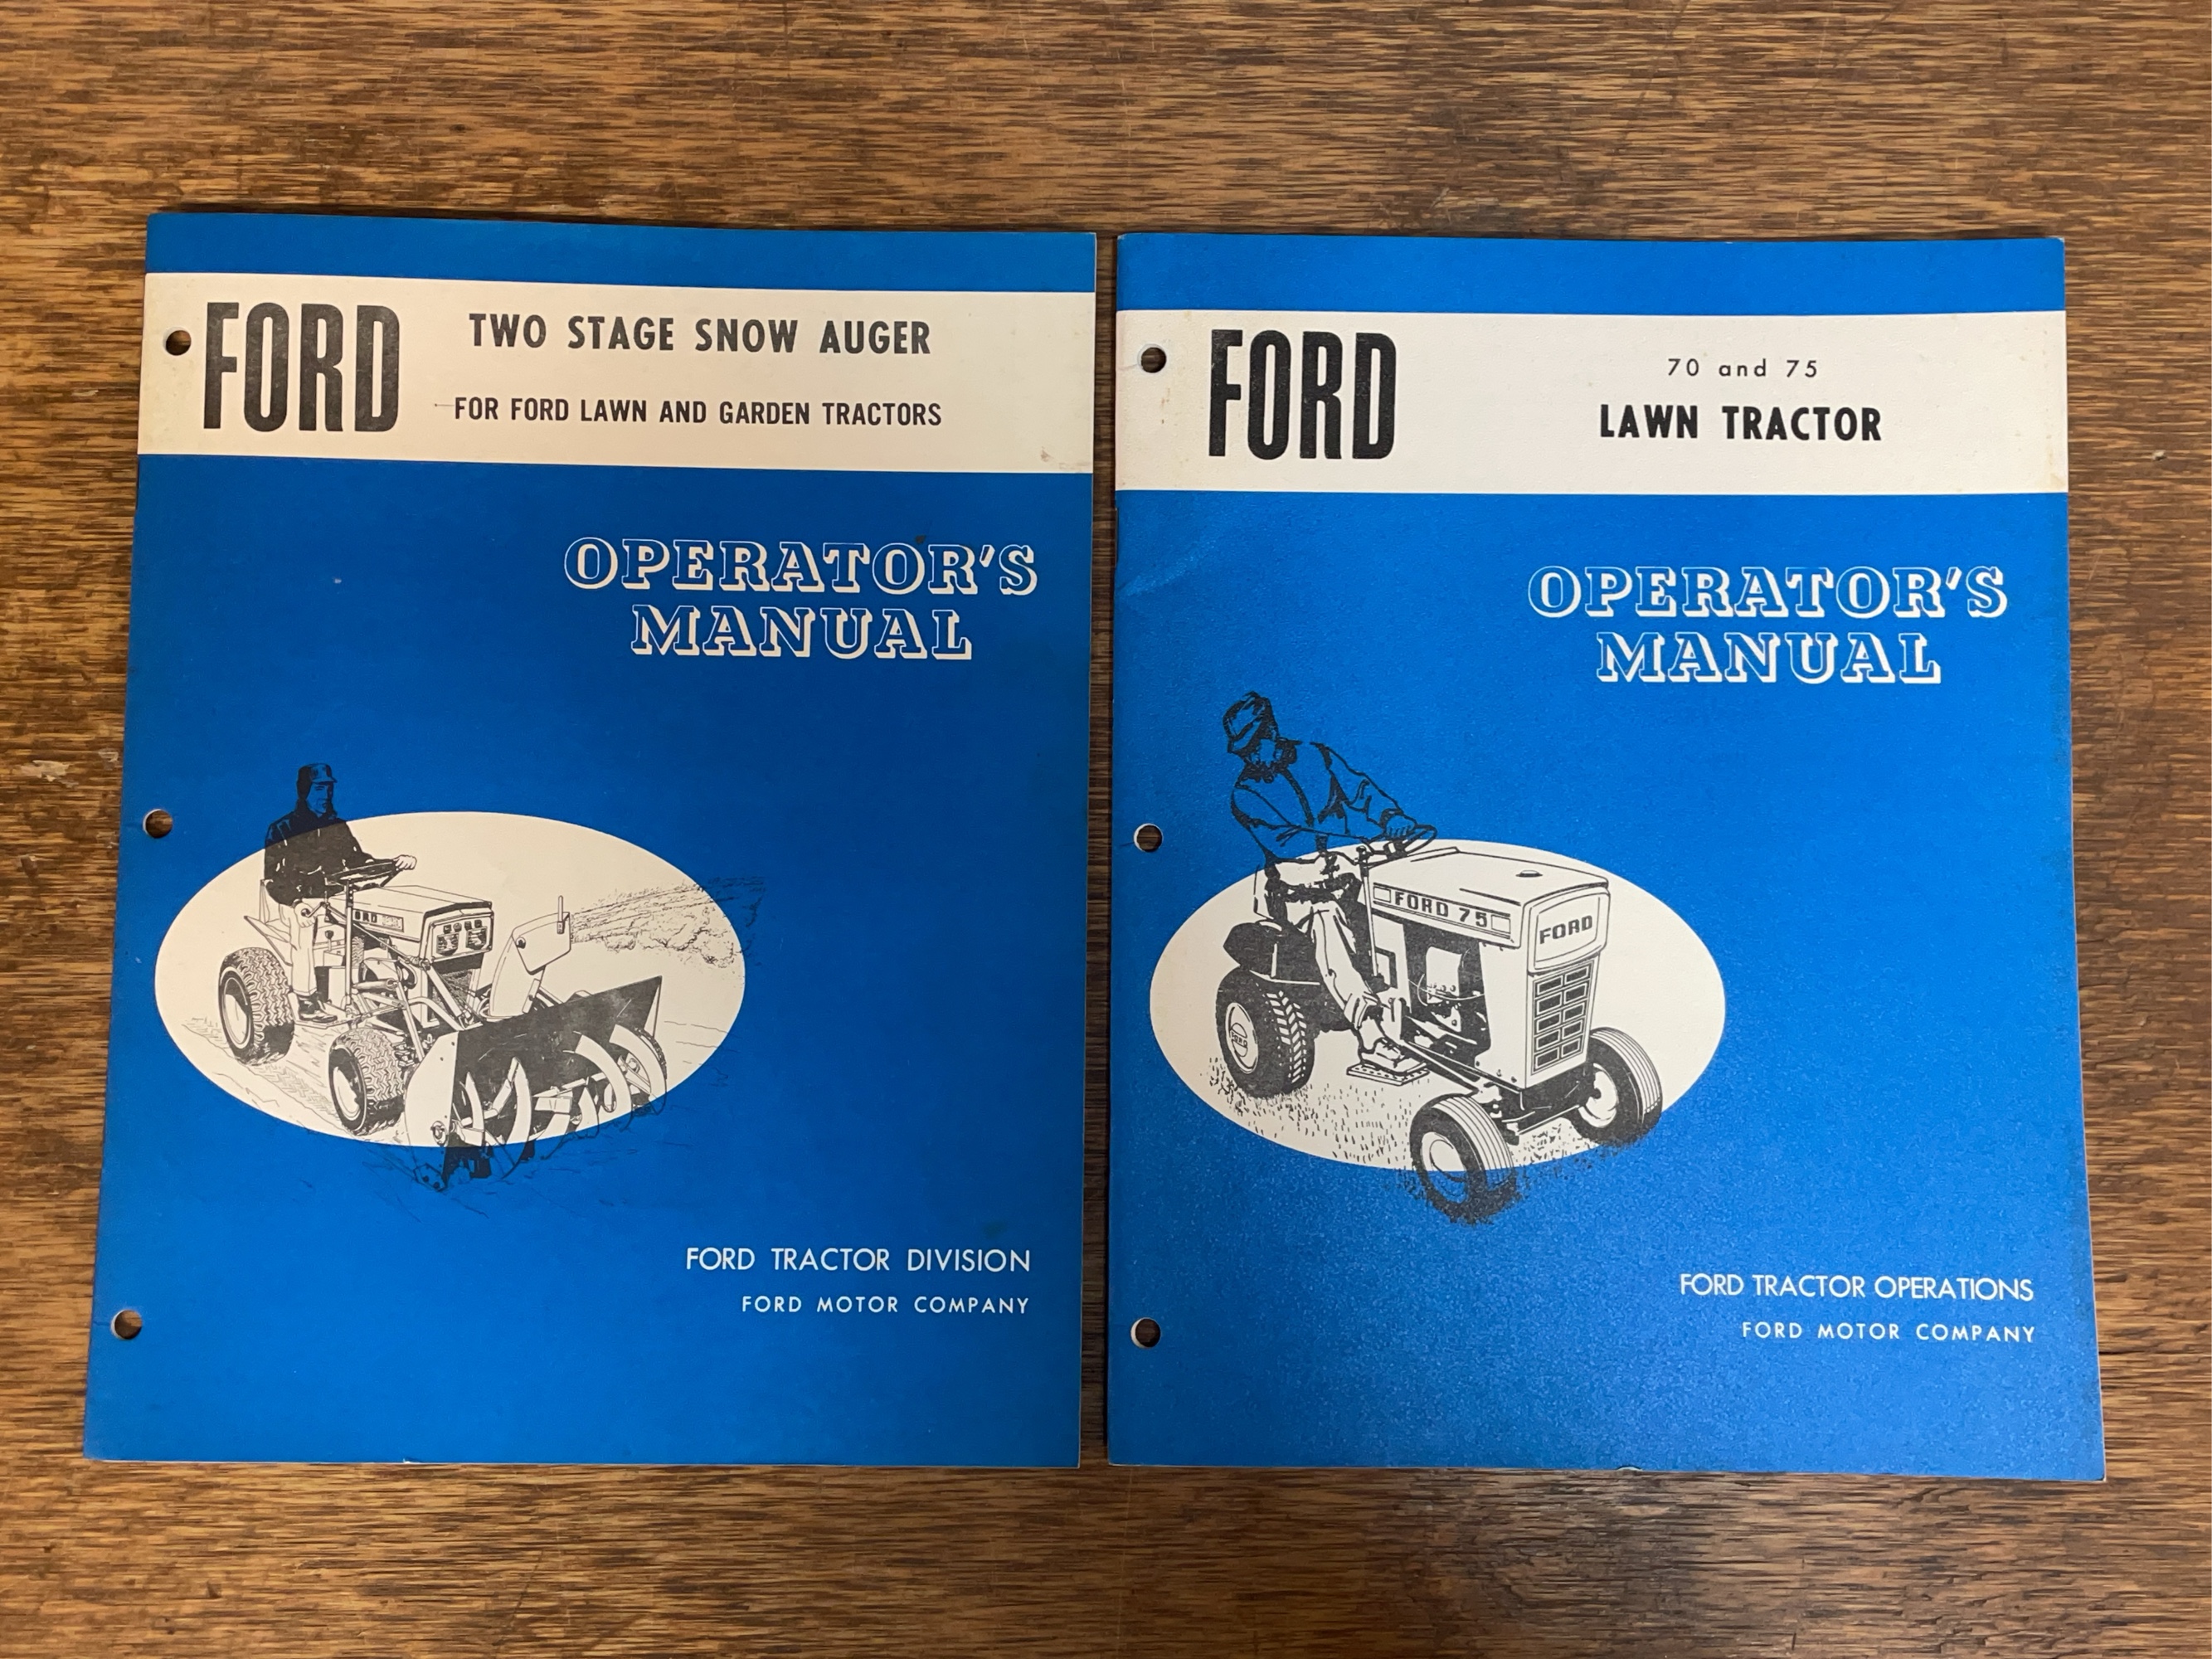 FORD
TWO STAGE SNOW AUGER
FOR FORD LAWN AND GARDEN TRACTORS
OPERATOR'S
MANUAL
FORD TRACTOR DIVISION
FORD MOTOR COMPANY
FORD
70 and 75
LAWN TRACTOR
OPERATOR'S
MANUAL
FORD 75
FORD
FORD TRACTOR OPERATIONS
FORD MOTOR COMPANY